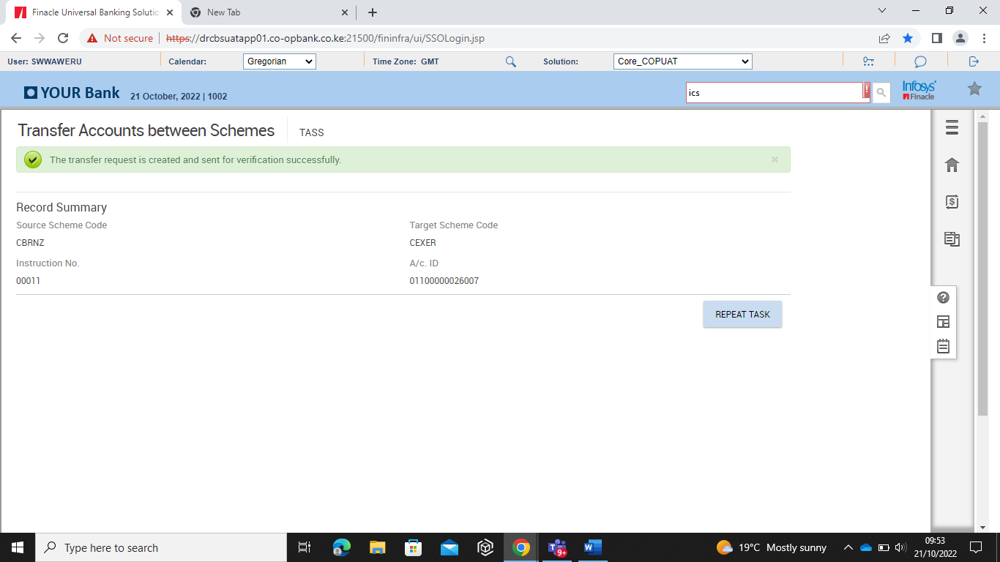 Finacle Universal Banking Solutio
New Tab
Not secure https://drcbsuatapp01.co-opbank.co.ke:21500/fininfra/ui/SSOLogin.jsp
User: SWWAWERU Calendar: Gregorian Time Zone: GMT Solution: Core_COPUAT
YOUR Bank 21 October, 2022 | 1002 ics Infosys Finacle
Transfer Accounts between Schemes TASS
The transfer request is created and sent for verification successfully.
Record Summary
Source Scheme Code Target Scheme Code
CBRNZ CEXER
Instruction No. A/c. ID
00011 01100000026007
REPEAT TASK
Type here to search 9+ 19°C Mostly sunny 09:53
21/10/2022